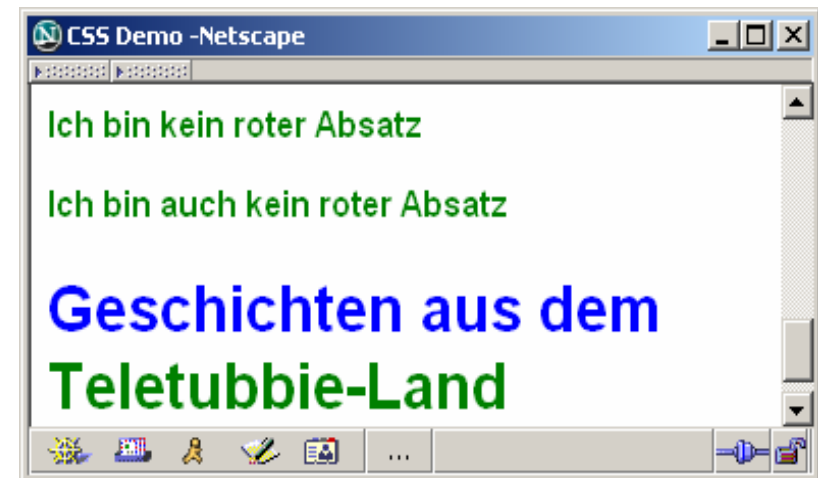 CSS Demo -Netscape
Ich bin kein roter Absatz
Ich bin auch kein roter Absatz
Geschichten aus dem
Teletubbie-Land
...